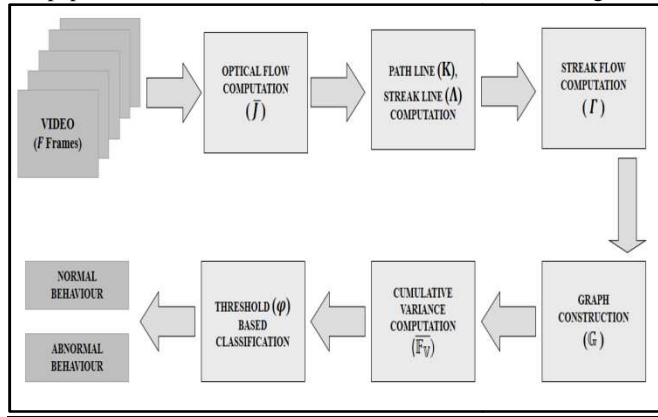 VIDEO
(F Frames)
OPTICAL FLOW
COMPUTATION
(J̅)
PATH LINE (K),
STREAK LINE (Λ)
COMPUTATION
STREAK FLOW
COMPUTATION
(Γ)
GRAPH
CONSTRUCTION
(𝔾)
CUMULATIVE
VARIANCE
COMPUTATION
(𝔽̅𝕍̅)
THRESHOLD (φ)
BASED
CLASSIFICATION
NORMAL
BEHAVIOUR
ABNORMAL
BEHAVIOUR